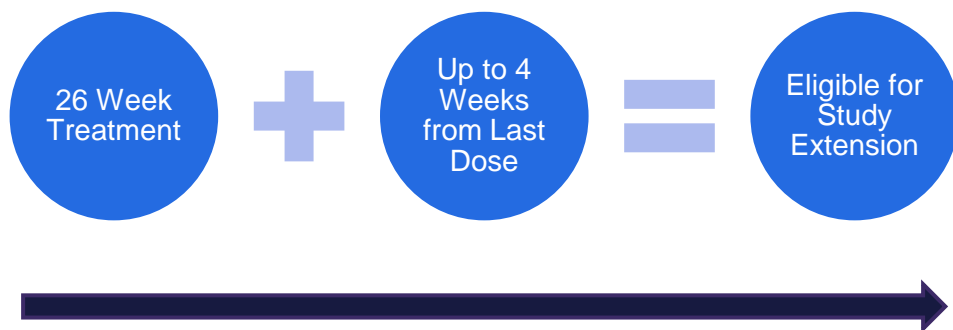 26 Week
Treatment
Up to 4
Weeks
from Last
Dose
Eligible for
Study
Extension